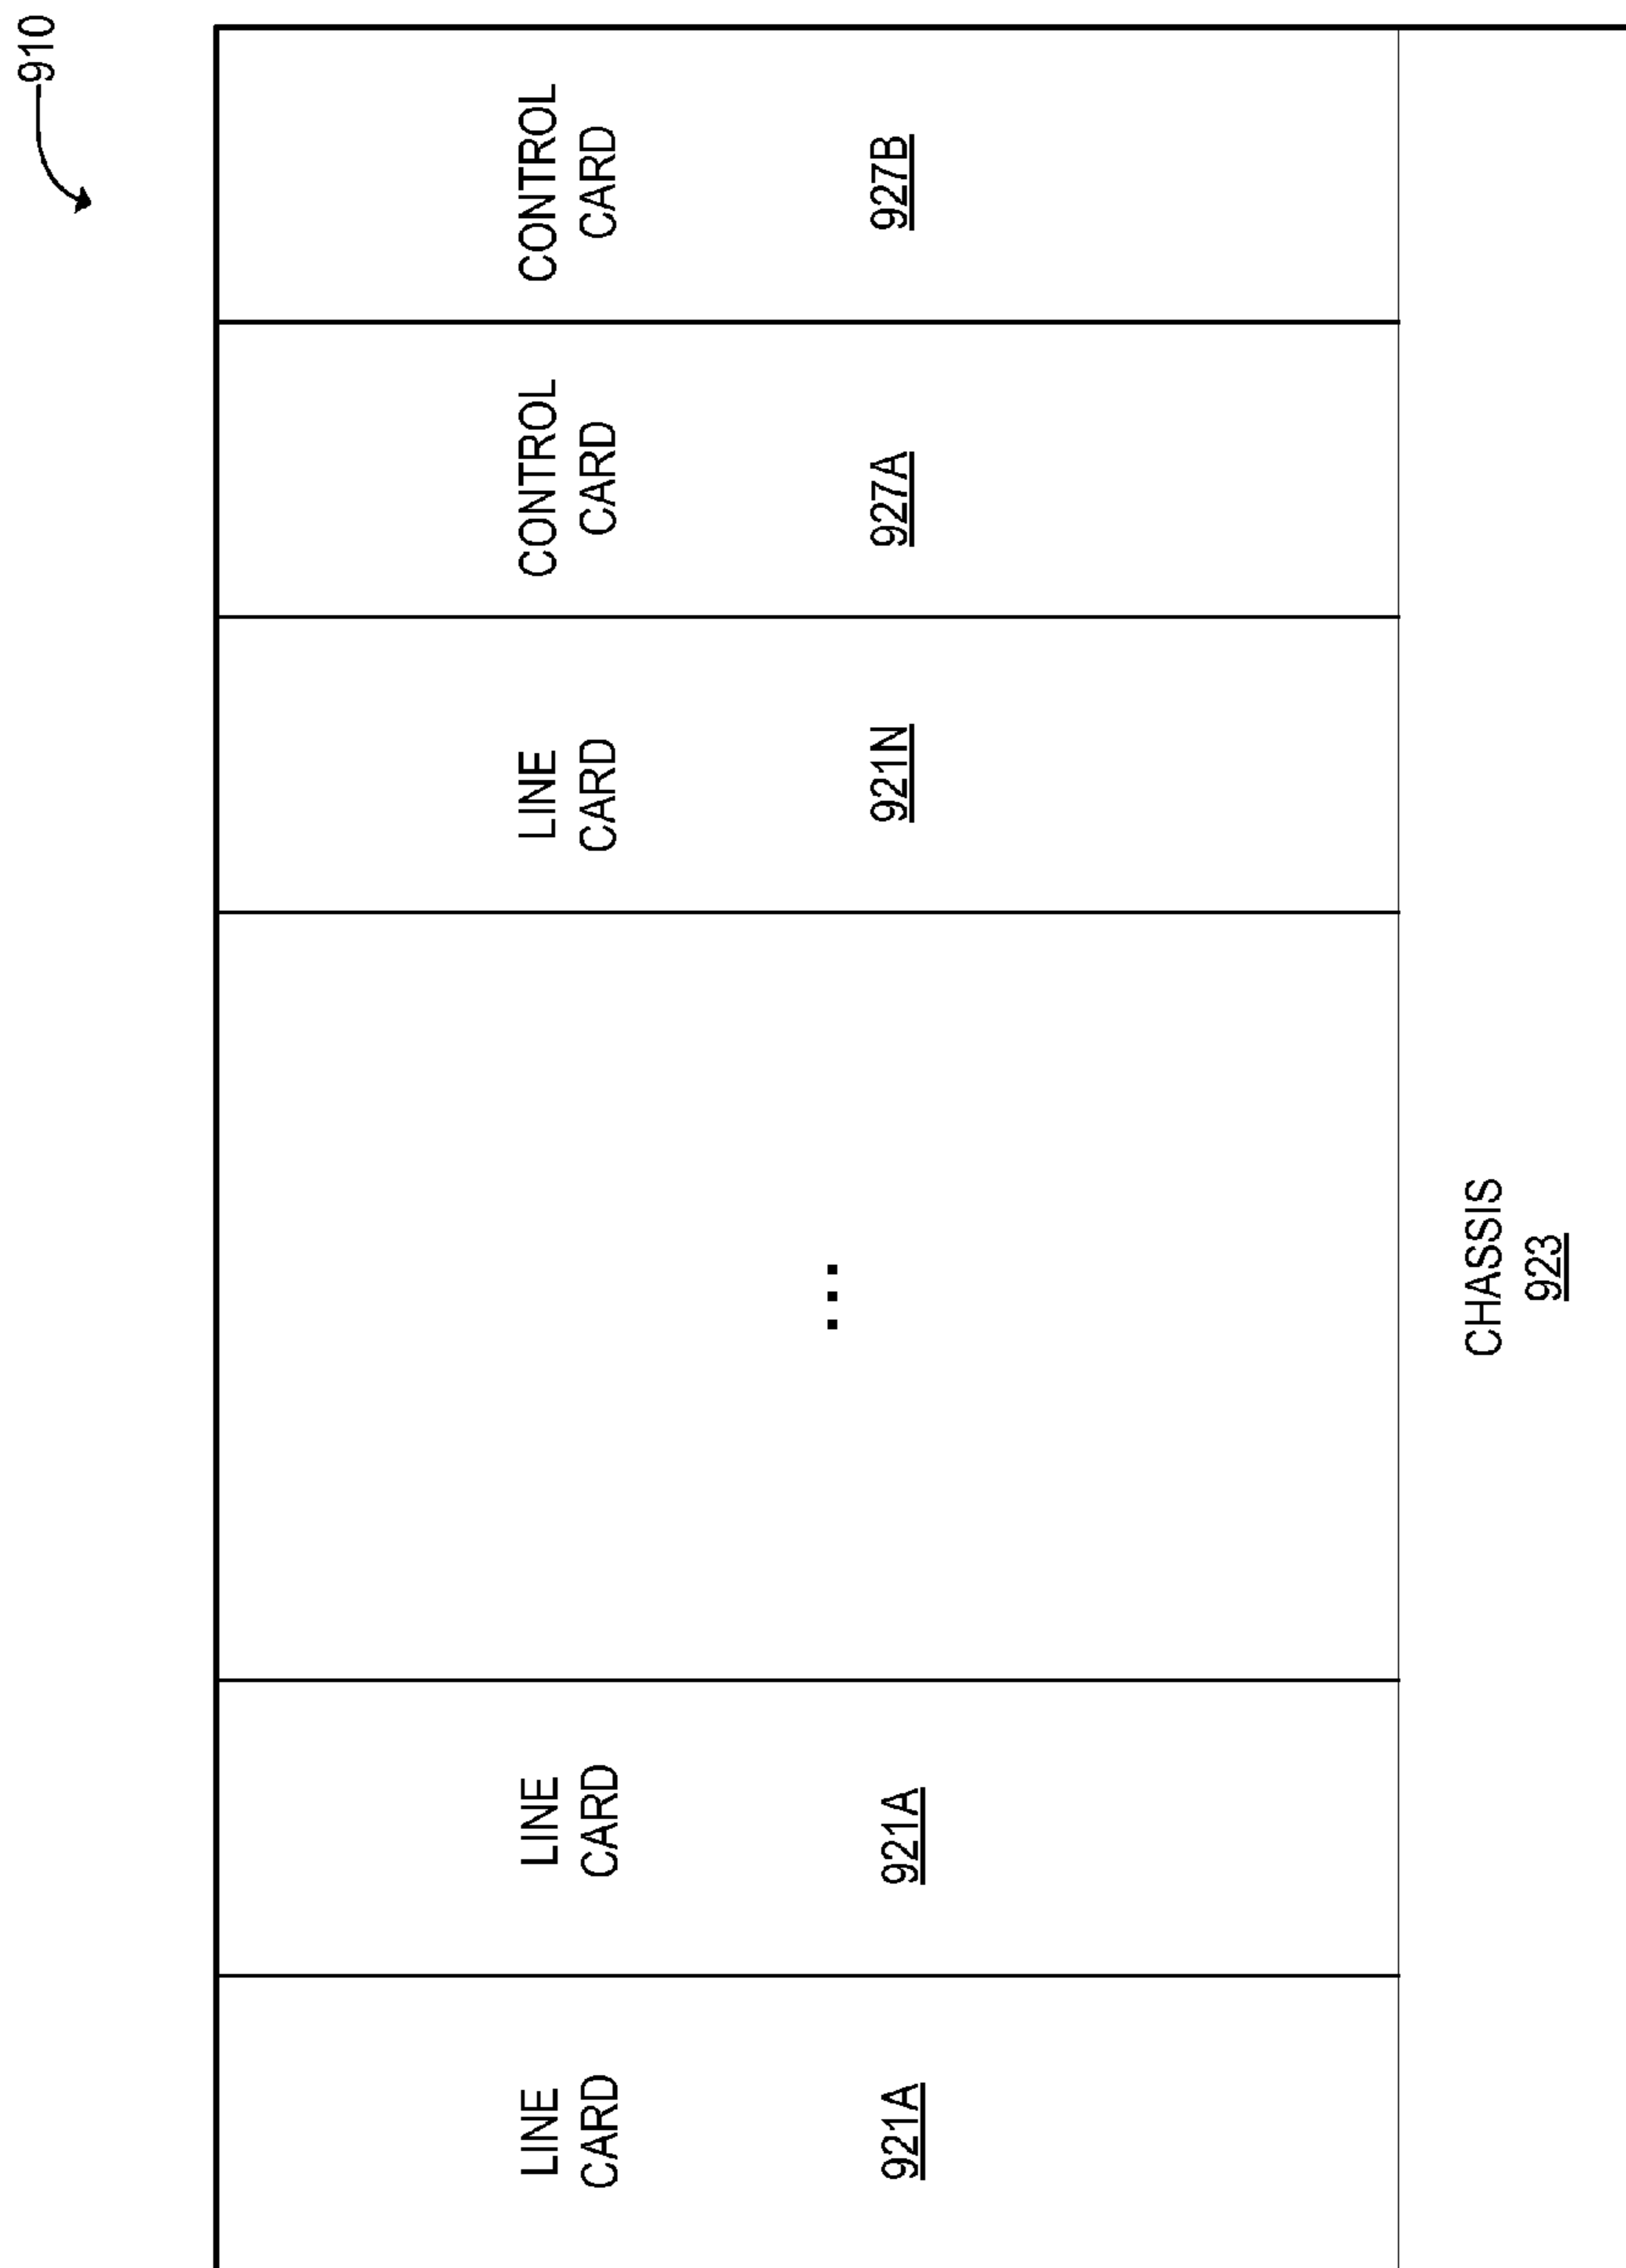 910
LINE
CARD
921A
LINE
CARD
921A
...
LINE
CARD
921N
CONTROL
CARD
927A
CONTROL
CARD
927B
CHASSIS
923